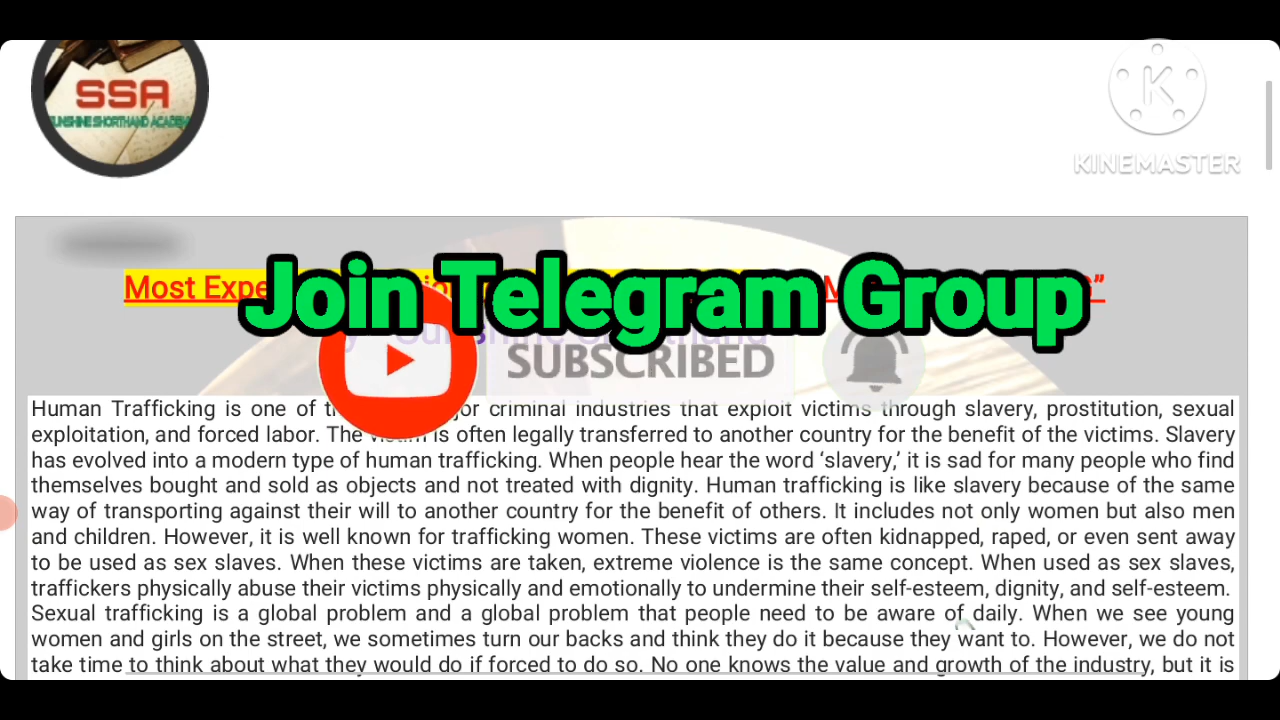 SSA
SUNSHINE SHORTHAND ACADEMY
KINEMASTER
Most
Join Telegram Group
SUBSCRIBED
Human Trafficking is one of criminal industries that exploit victims through slavery, prostitution, sexual
exploitation, and forced labor. The victim is often legally transferred to another country for the benefit of the victims. Slavery
has evolved into a modern type of human trafficking. When people hear the word ‘slavery,’ it is sad for many people who find
themselves bought and sold as objects and not treated with dignity. Human trafficking is like slavery because of the same
way of transporting against their will to another country for the benefit of others. It includes not only women but also men
and children. However, it is well known for trafficking women. These victims are often kidnapped, raped, or even sent away
to be used as sex slaves. When these victims are taken, extreme violence is the same concept. When used as sex slaves,
traffickers physically abuse their victims physically and emotionally to undermine their self-esteem, dignity, and self-esteem.
Sexual trafficking is a global problem and a global problem that people need to be aware of daily. When we see young
women and girls on the street, we sometimes turn our backs and think they do it because they want to. However, we do not
take time to think about what they would do if forced to do so. No one knows the value and growth of the industry, but it is